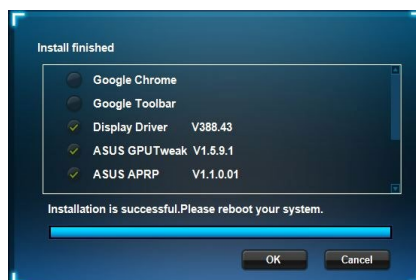 Install finished
Google Chrome
Google Toolbar
Display Driver V388.43
ASUS GPUTweak V1.5.9.1
ASUS APRP V1.1.0.01
Installation is successful.Please reboot your system.
OK Cancel